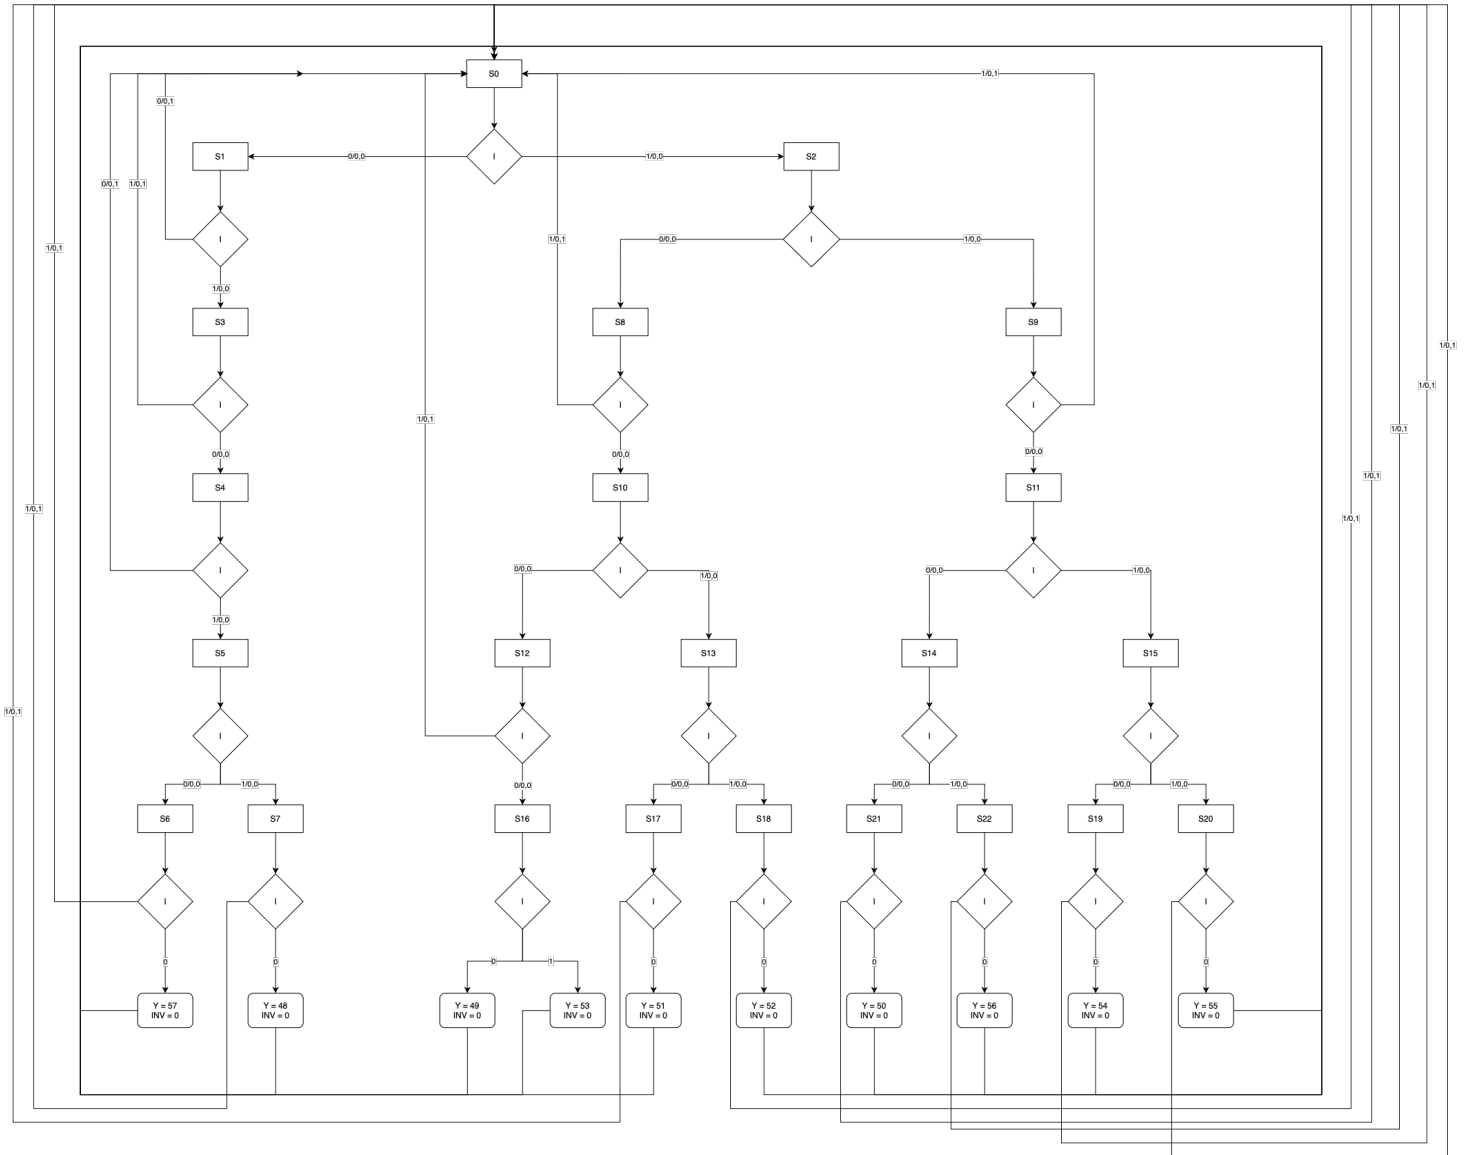 S0
1/0,1
0/0,1
S1
0/0,0
I
1/0,0
S2
0/0,1
1/0,1
I
1/0,1
0/0,0
I
1/0,0
1/0,1
1/0,0
S3
S8
S9
1/0,1
1/0,1
I
I
I
1/0,1
1/0,1
0/0,0
0/0,0
0/0,0
1/0,1
S4
S10
S11
1/0,1
1/0,1
I
0/0,0
I
1/0,0
0/0,0
I
1/0,0
1/0,0
S5
S12
S13
S14
S15
1/0,1
I
I
I
I
I
0/0,0
1/0,0
0/0,0
0/0,0
1/0,0
0/0,0
1/0,0
0/0,0
1/0,0
S6
S7
S16
S17
S18
S21
S22
S19
S20
I
I
I
I
I
I
I
I
I
0
0
0
1
0
0
0
0
0
0
Y = 57
INV = 0
Y = 48
INV = 0
Y = 49
INV = 0
Y = 53
INV = 0
Y = 51
INV = 0
Y = 52
INV = 0
Y = 50
INV = 0
Y = 56
INV = 0
Y = 54
INV = 0
Y = 55
INV = 0